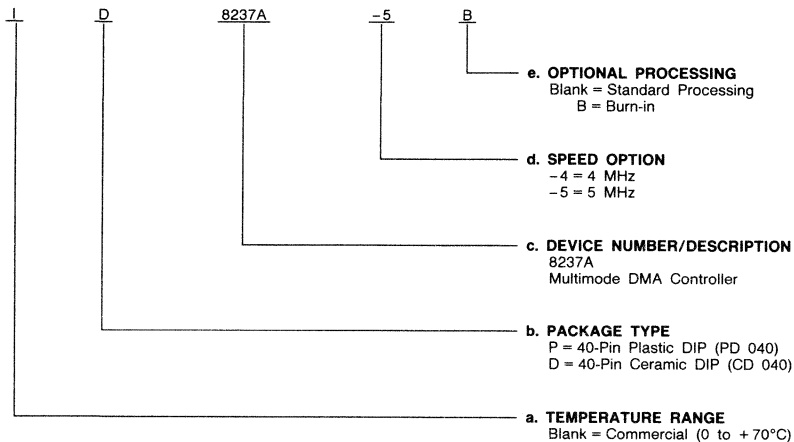 I D 8237A -5 B
e. OPTIONAL PROCESSING
Blank = Standard Processing
B = Burn-in
d. SPEED OPTION
-4 = 4 MHz
-5 = 5 MHz
c. DEVICE NUMBER/DESCRIPTION
8237A
Multimode DMA Controller
b. PACKAGE TYPE
P = 40-Pin Plastic DIP (PD 040)
D = 40-Pin Ceramic DIP (CD 040)
a. TEMPERATURE RANGE
Blank = Commercial (0 to +70°C)